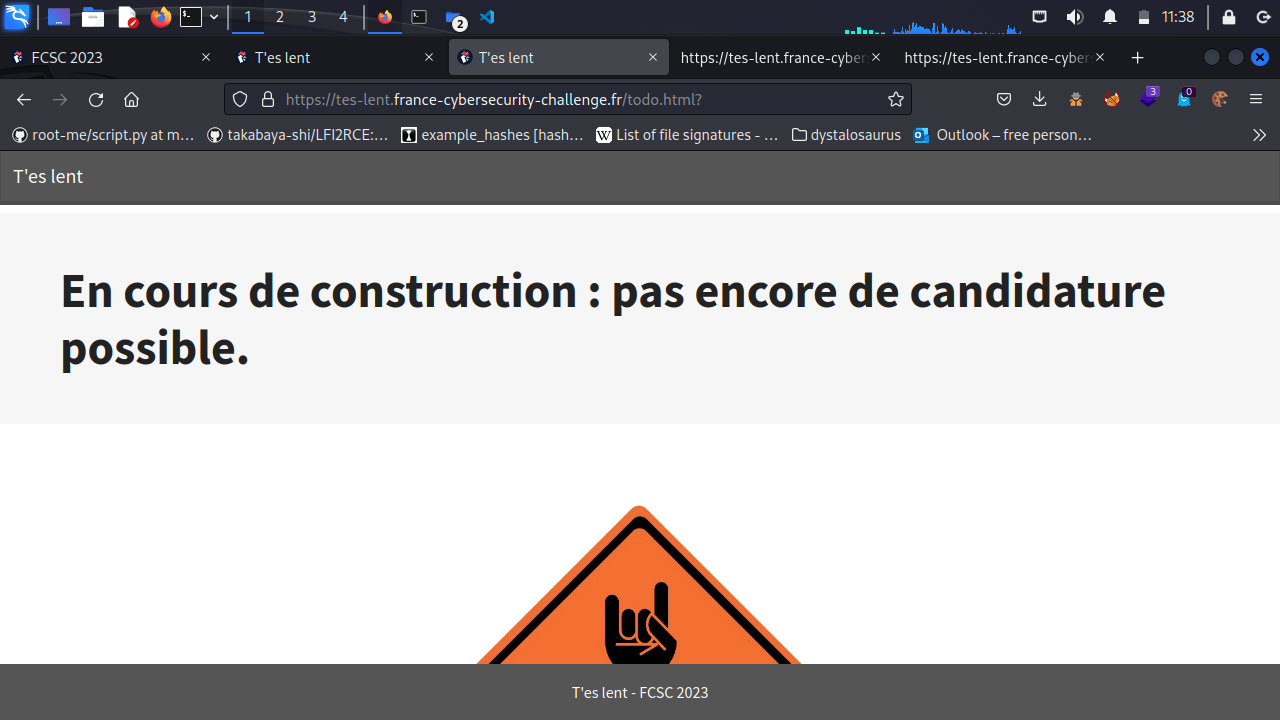 1 2 3 4 2 11:38
FCSC 2023 T'es lent T'es lent https://tes-lent.france-cyber https://tes-lent.france-cyber
https://tes-lent.france-cybersecurity-challenge.fr/todo.html? 3 0
root-me/script.py at m… takabaya-shi/LFI2RCE:… example_hashes [hash… List of file signatures - … dystalosaurus Outlook – free person…
T'es lent
En cours de construction : pas encore de candidature
possible.
T'es lent - FCSC 2023